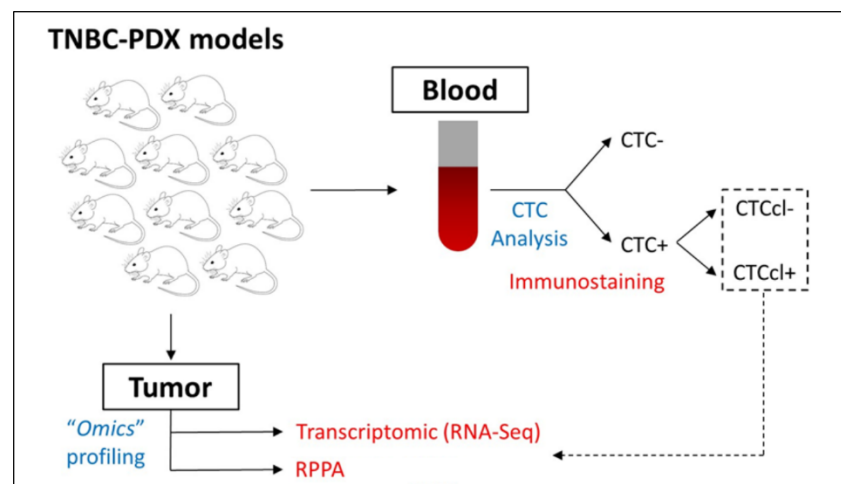 TNBC-PDX models
Blood
CTC-
CTC
Analysis
CTC+
CTCcl-
CTCcl+
Immunostaining
Tumor
"Omics"
profiling
Transcriptomic (RNA-Seq)
RPPA